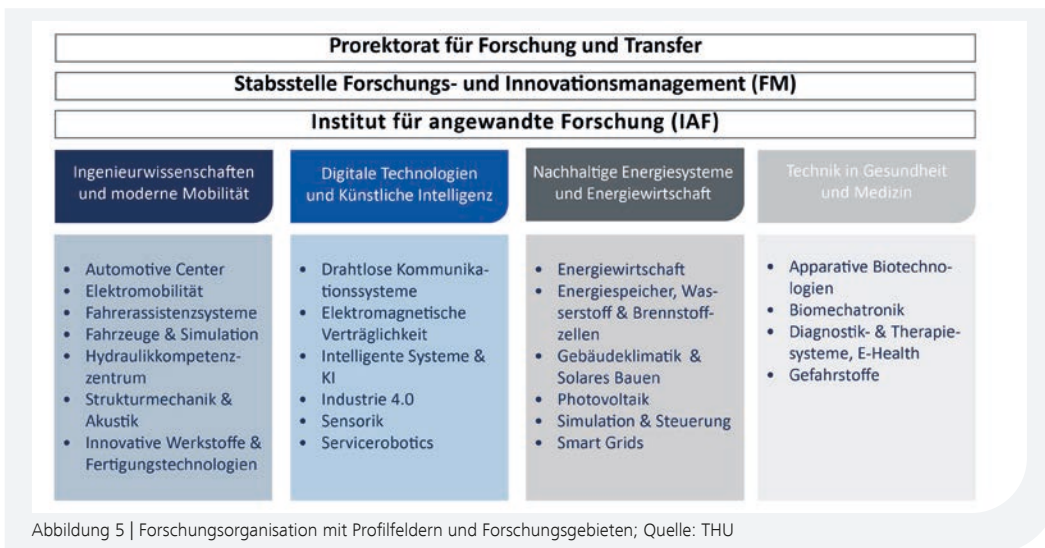 Prorektorat für Forschung und Transfer
Stabsstelle Forschungs- und Innovationsmanagement (FM)
Institut für angewandte Forschung (IAF)
Ingenieurwissenschaften
und moderne Mobilität
• Automotive Center
• Elektromobilität
• Fahrerassistenzsysteme
• Fahrzeuge & Simulation
• Hydraulikkompetenz-
zentrum
• Strukturmechanik &
Akustik
• Innovative Werkstoffe &
Fertigungstechnologien
Digitale Technologien
und Künstliche Intelligenz
• Drahtlose Kommunika-
tionssysteme
• Elektromagnetische
Verträglichkeit
• Intelligente Systeme &
KI
• Industrie 4.0
• Sensorik
• Servicerobotics
Nachhaltige Energiesysteme
und Energiewirtschaft
• Energiewirtschaft
• Energiespeicher, Was-
serstoff & Brennstoff-
zellen
• Gebäudeklimatik &
Solares Bauen
• Photovoltaik
• Simulation & Steuerung
• Smart Grids
Technik in Gesundheit
und Medizin
• Apparative Biotechno-
logien
• Biomechatronik
• Diagnostik- & Therapie-
systeme, E-Health
• Gefahrstoffe
Abbildung 5 | Forschungsorganisation mit Profilfeldern und Forschungsgebieten; Quelle: THU